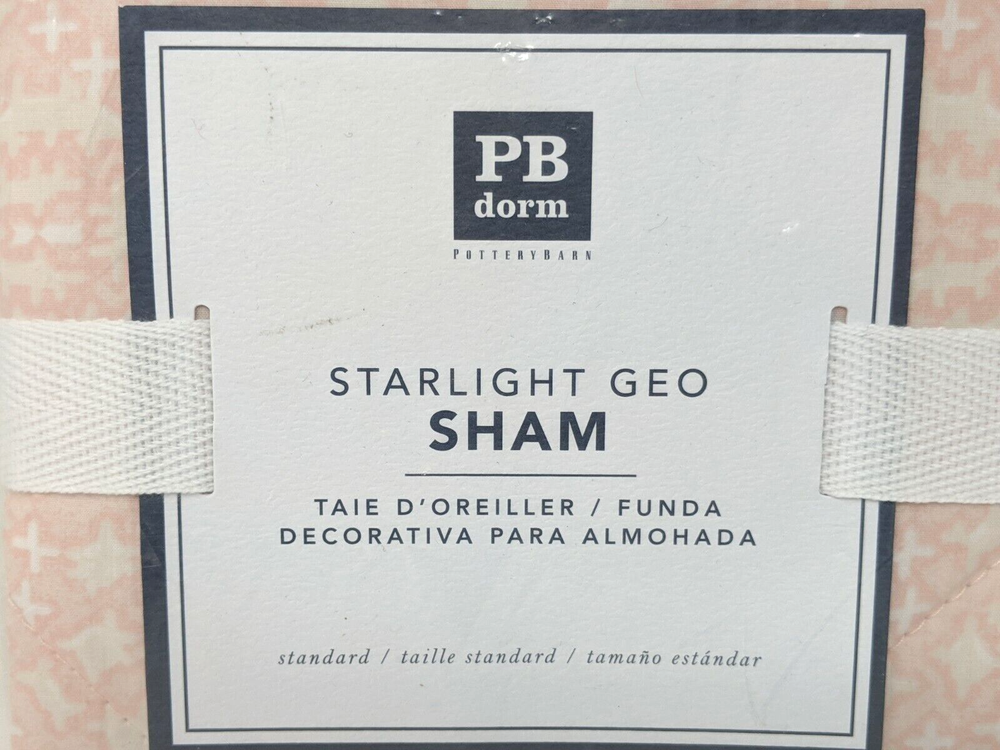 PB
dorm
POTTERYBARN
STARLIGHT GEO
SHAM
TAIE D'OREILLER / FUNDA
DECORATIVA PARA ALMOHADA
standard / taille standard / tamaño estándar